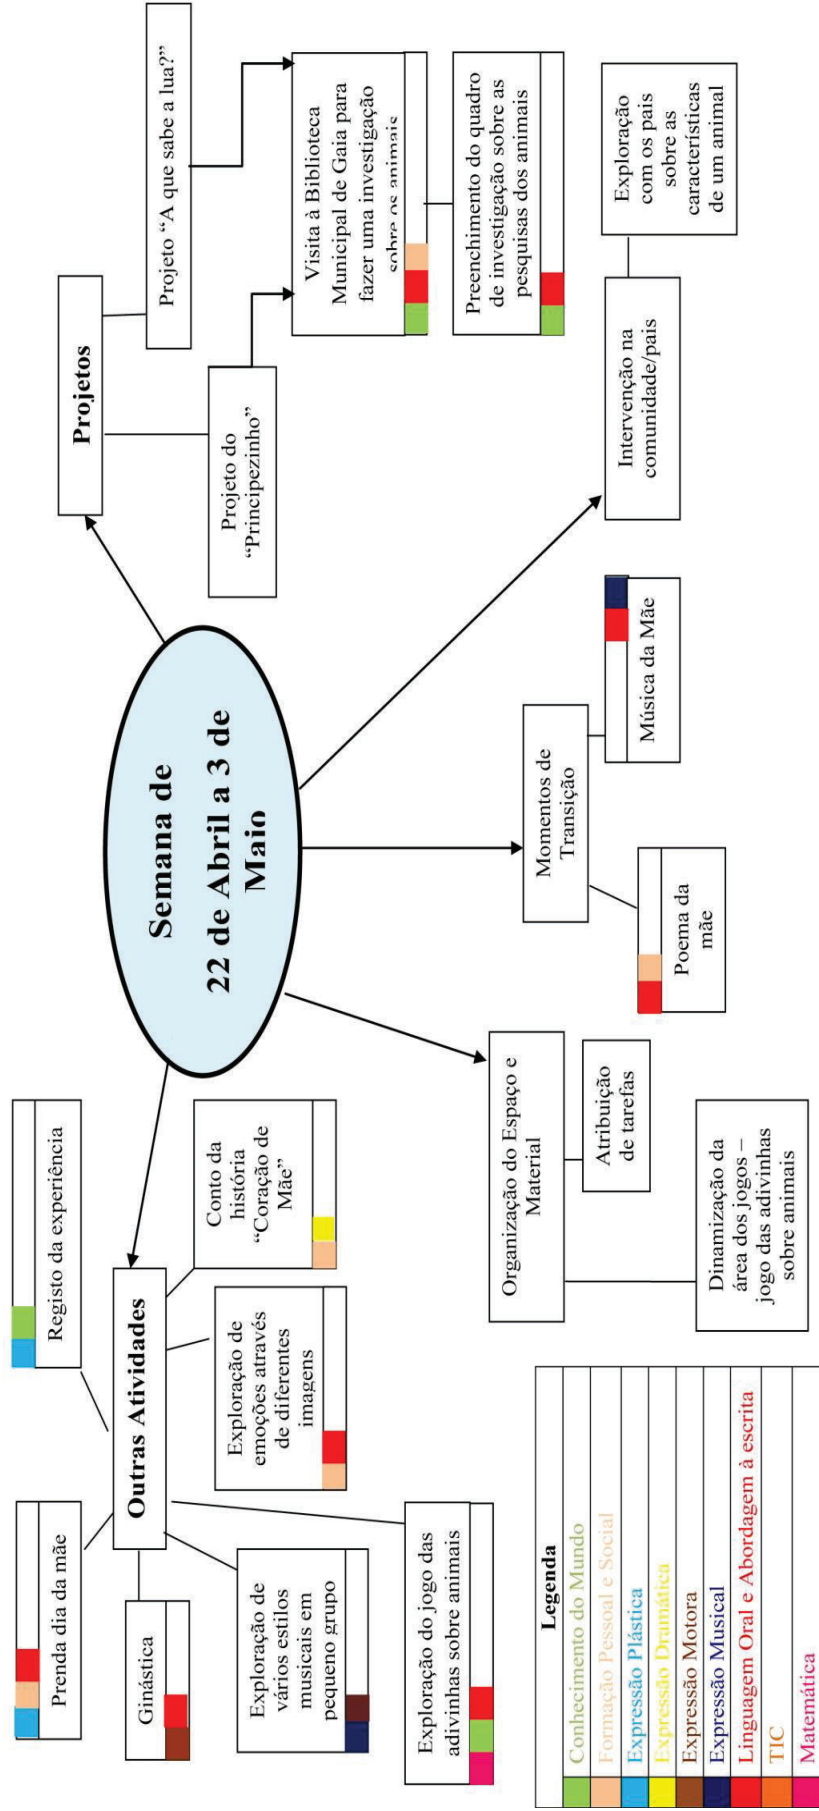 Semana de
22 de Abril a 3 de
Maio
Projetos
Projeto “A que sabe a lua?”
Projeto do
“Principezinho”
Visita à Biblioteca
Municipal de Gaia para
fazer uma investigação
sobre os animais
Preenchimento do quadro
de investigação sobre as
pesquisas dos animais
Intervenção na
comunidade/pais
Exploração
com os pais
sobre as
características
de um animal
Momentos de
Transição
Música da Mãe
Poema da
mãe
Organização do Espaço e
Material
Atribuição
de tarefas
Dinamização da
área dos jogos –
jogo das adivinhas
sobre animais
Outras Atividades
Registo da experiência
Conto da
história
“Coração de
Mãe”
Exploração de
emoções através
de diferentes
imagens
Prenda dia da mãe
Ginástica
Exploração de
vários estilos
musicais em
pequeno grupo
Exploração do jogo das
adivinhas sobre animais
Legenda
Conhecimento do Mundo
Formação Pessoal e Social
Expressão Plástica
Expressão Dramática
Expressão Motora
Expressão Musical
Linguagem Oral e Abordagem à escrita
TIC
Matemática